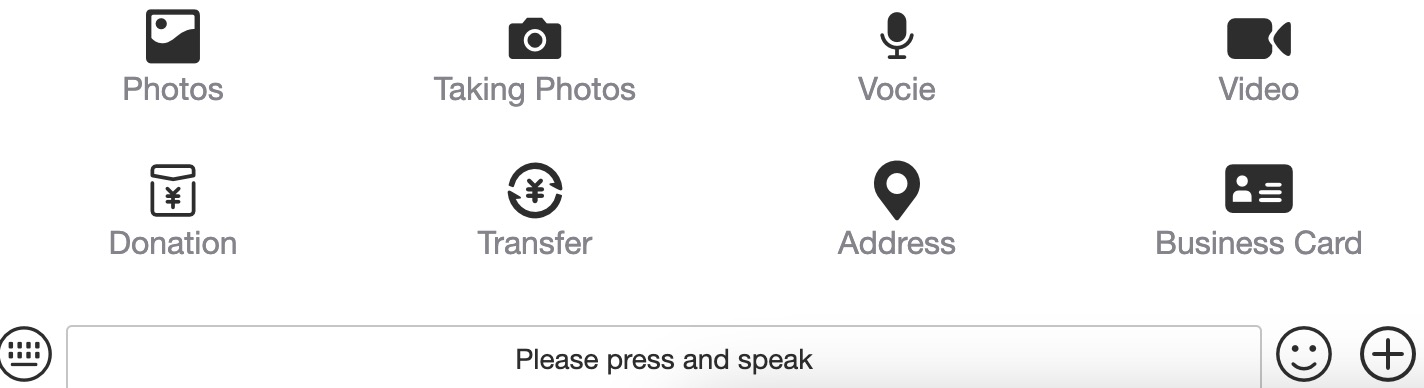 Photos Taking Photos Vocie Video
Donation Transfer Address Business Card
Please press and speak